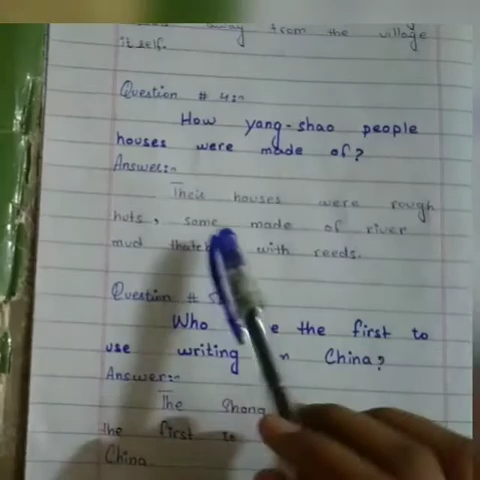 away from the village
itself.
Question # 4:-
How yang-shao people
houses were made of?
Answer:-
Their houses were rough
huts, some made of river
mud with reeds.
Question #
Who the first to
use writing China?
Answer:-
The Shang
the first to
China